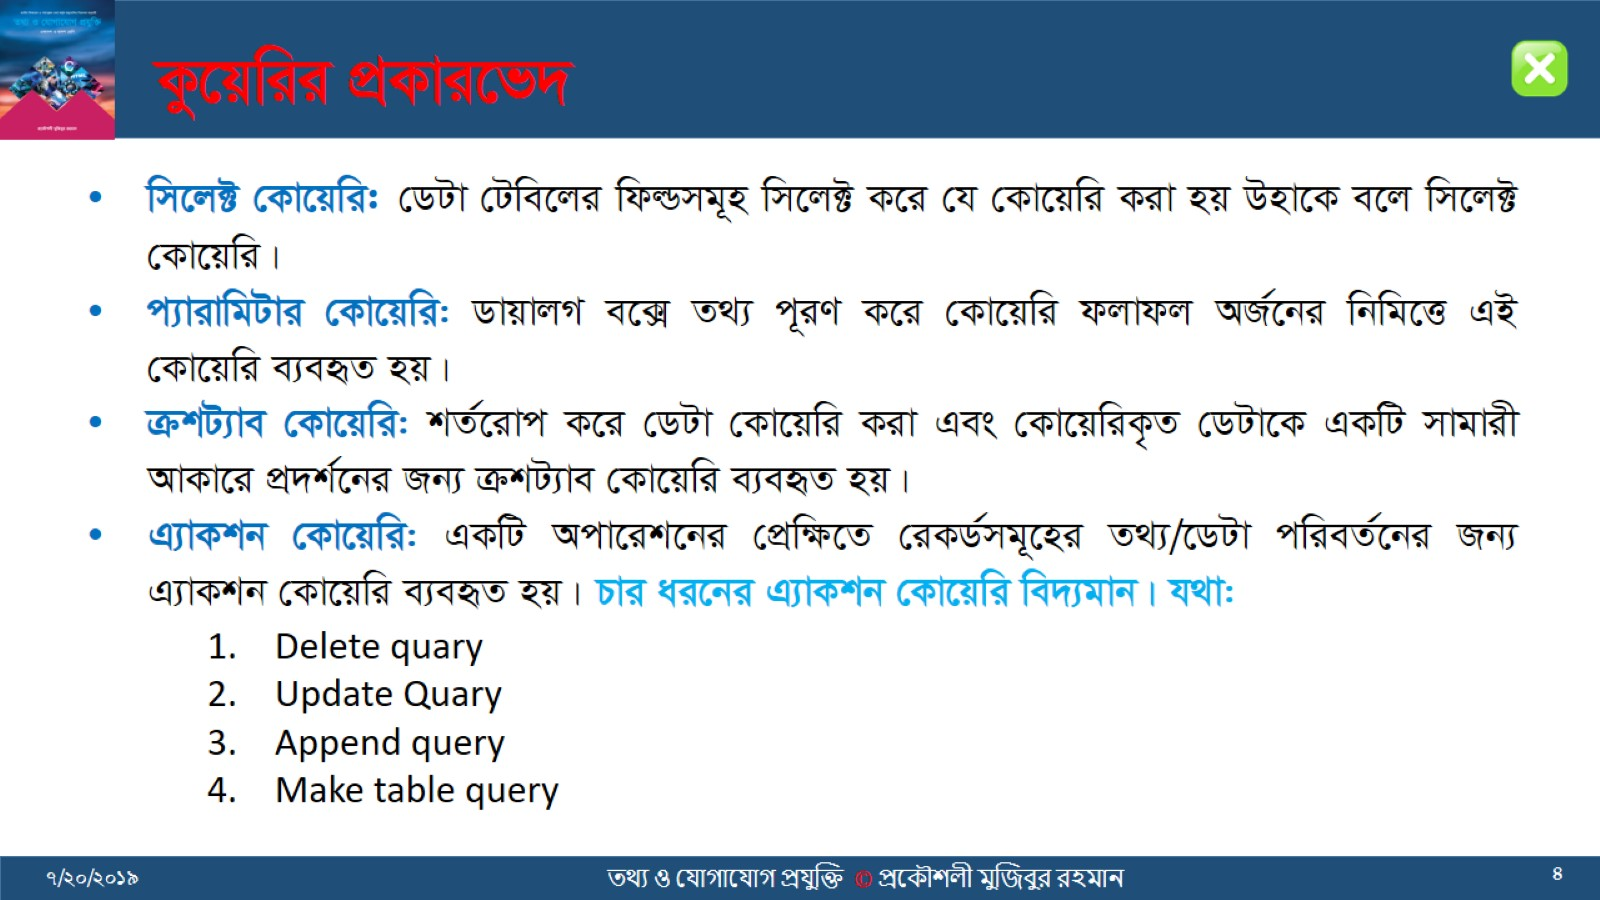 তথ্য ও যোগাযোগ প্রযুক্তি
কুয়েরির প্রকারভেদ
• সিলেক্ট কোয়েরি: ডেটা টেবিলের ফিল্ডসমূহ সিলেক্ট করে যে কোয়েরি করা হয় উহাকে বলে সিলেক্ট
কোয়েরি।
• প্যারামিটার কোয়েরি: ডায়ালগ বক্সে তথ্য পূরণ করে কোয়েরি ফলাফল অর্জনের নিমিত্তে এই
কোয়েরি ব্যবহৃত হয়।
• ক্রশট্যাব কোয়েরি: শর্তরোপ করে ডেটা কোয়েরি করা এবং কোয়েরিকৃত ডেটাকে একটি সামারী
আকারে প্রদর্শনের জন্য ক্রশট্যাব কোয়েরি ব্যবহৃত হয়।
• এ্যাকশন কোয়েরি: একটি অপারেশনের প্রেক্ষিতে রেকর্ডসমূহের তথ্য/ডেটা পরিবর্তনের জন্য
এ্যাকশন কোয়েরি ব্যবহৃত হয়। চার ধরনের এ্যাকশন কোয়েরি বিদ্যমান। যথা:
1. Delete quary
2. Update Quary
3. Append query
4. Make table query
৭/২০/২০১৯
তথ্য ও যোগাযোগ প্রযুক্তি © প্রকৌশলী মুজিবুর রহমান
৪